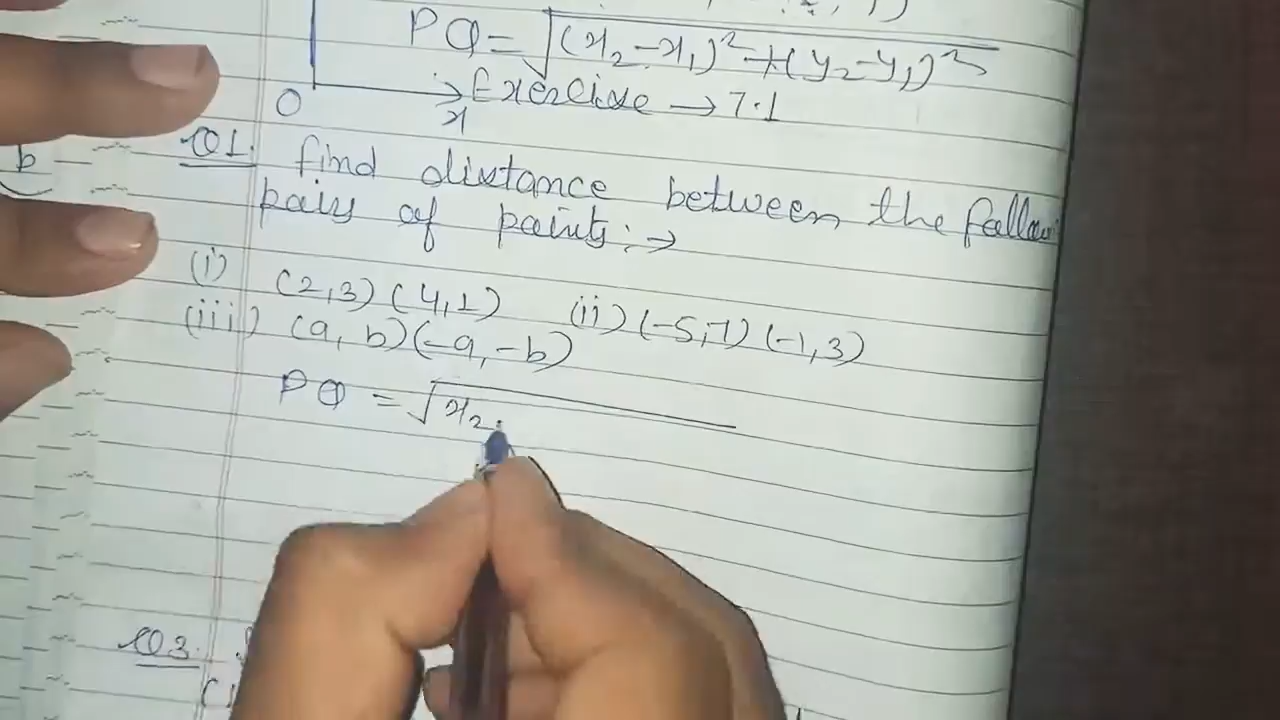 PQ = √(x₂-x₁)² + (y₂-y₁)²
O
x
Exercise → 7.1
b
Q1. find distance between the follow
pairs of points : →
(i) (2,3) (4,1) (ii) (-5,7) (-1,3)
(iii) (a, b) (-a, -b)
PQ = √x₂
Q3.